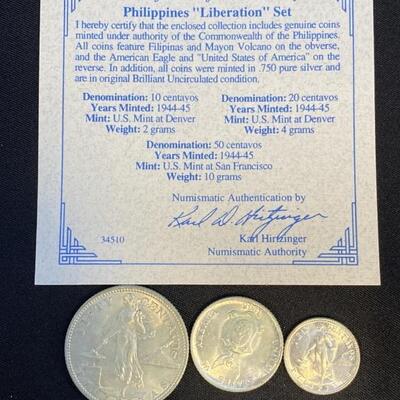 Philippines "Liberation" Set
I hereby certify that the enclosed collection includes genuine coins
minted under authority of the Commonwealth of the Philippines.
All coins feature Filipinas and Mayon Volcano on the obverse,
and the American Eagle and "United States of America" on
the reverse. In addition, all coins were minted in .750 pure silver and
are in original Brilliant Uncirculated condition.
Denomination: 10 centavos
Years Minted: 1944-45
Mint: U.S. Mint at Denver
Weight: 2 grams
Denomination: 20 centavos
Years Minted: 1944-45
Mint: U.S. Mint at Denver
Weight: 4 grams
Denomination: 50 centavos
Years Minted: 1944-45
Mint: U.S. Mint at San Francisco
Weight: 10 grams
Numismatic Authentication by
Karl D. Hirtzinger
34510
Karl Hirtzinger
Numismatic Authority